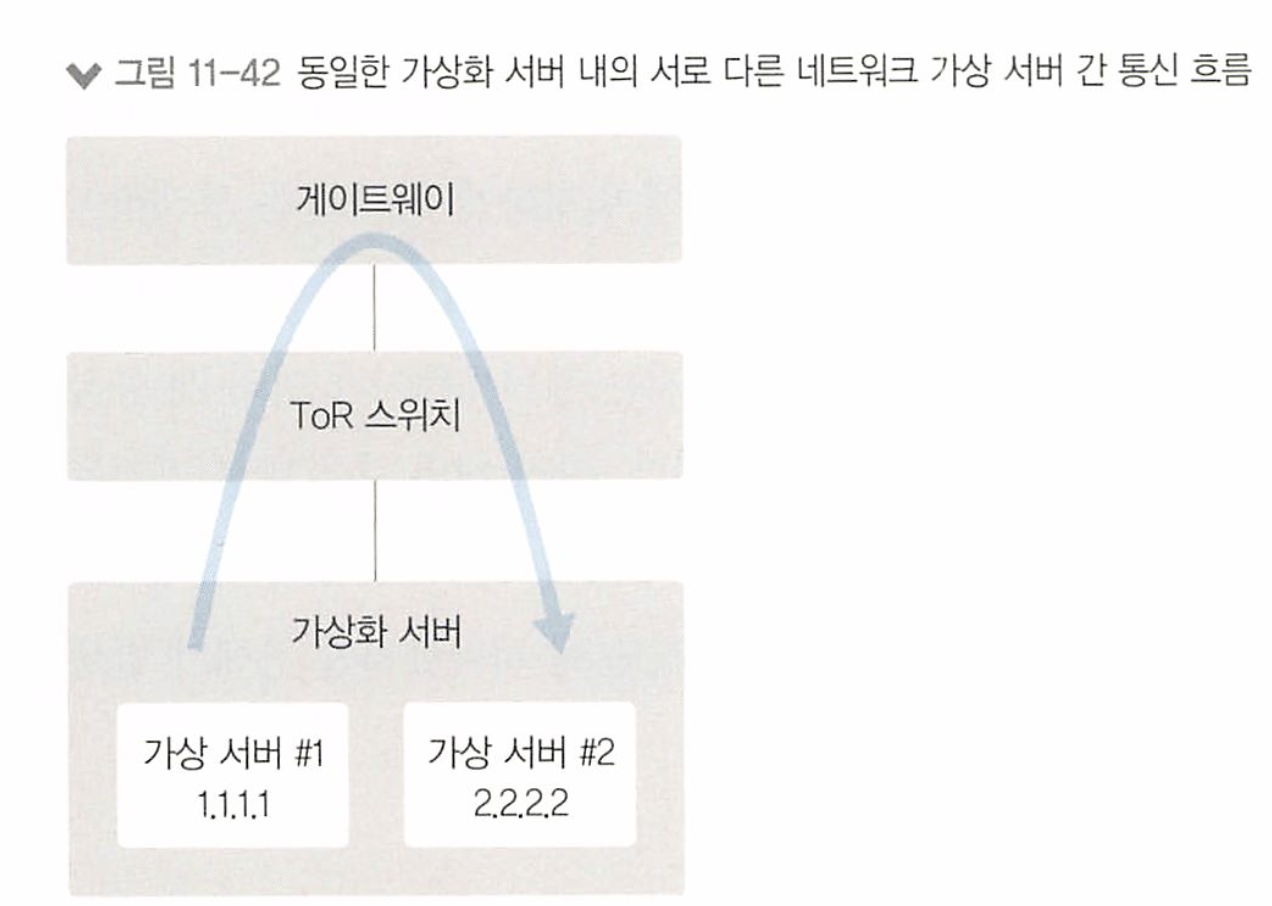 그림 11-42 동일한 가상화 서버 내의 서로 다른 네트워크 가상 서버 간 통신 흐름
게이트웨이
ToR 스위치
가상화 서버
가상 서버 #1
1.1.1.1
가상 서버 #2
2.2.2.2